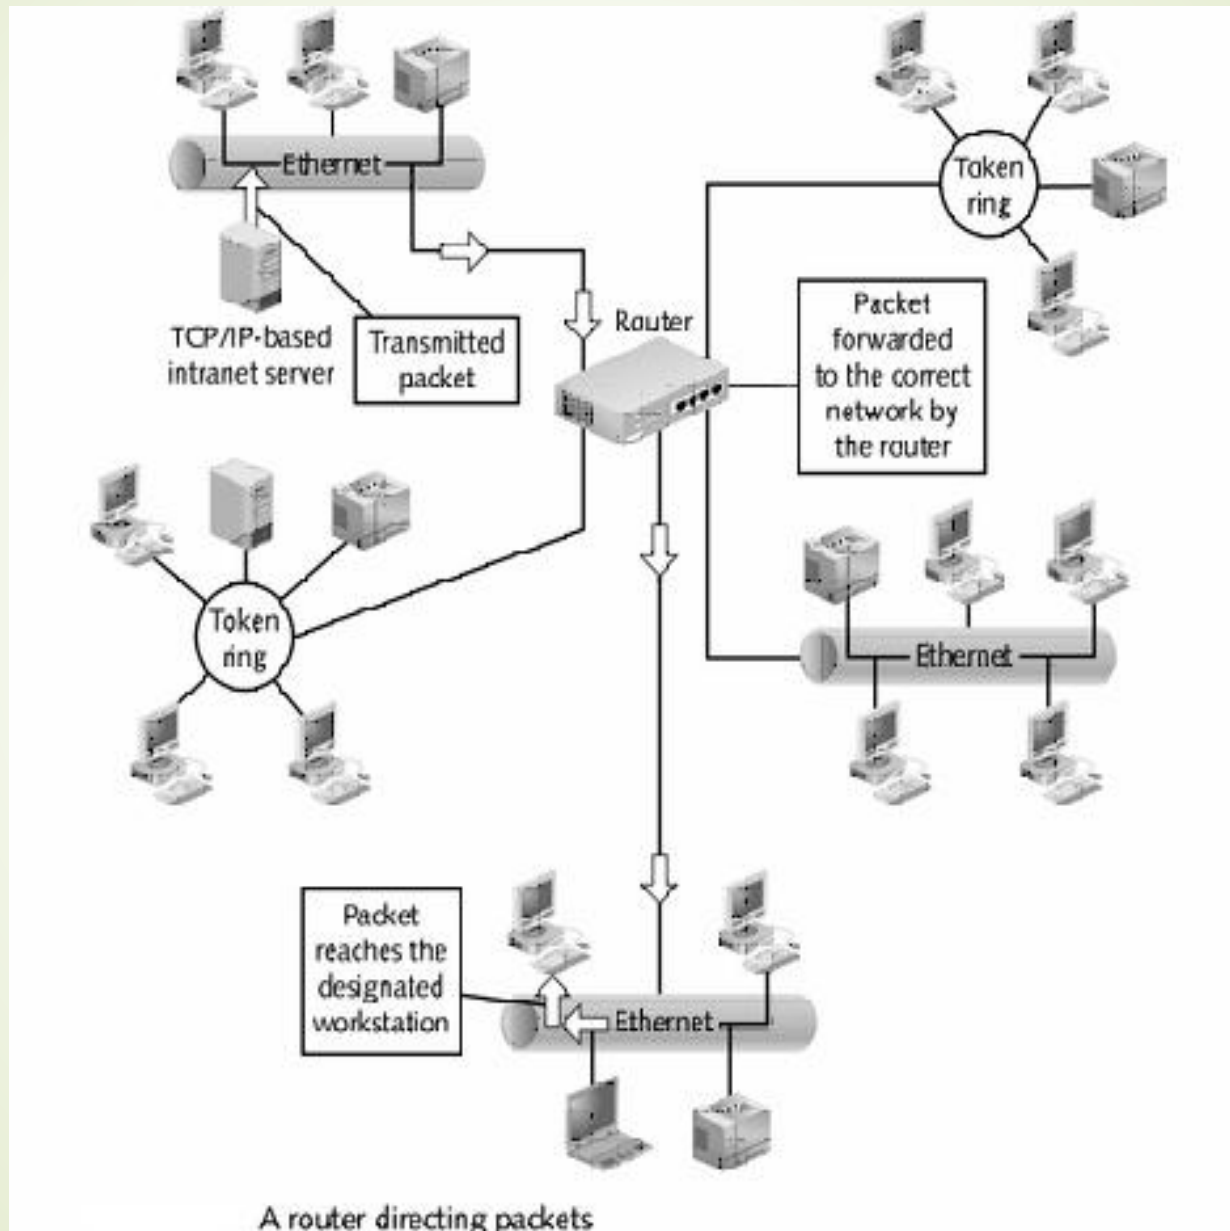 Ethernet
Token
ring
TCP/IP-based
intranet server
Transmitted
packet
Router
Packet
forwarded
to the correct
network by
the router
Token
ring
Ethernet
Packet
reaches the
designated
workstation
Ethernet
A router directing packets